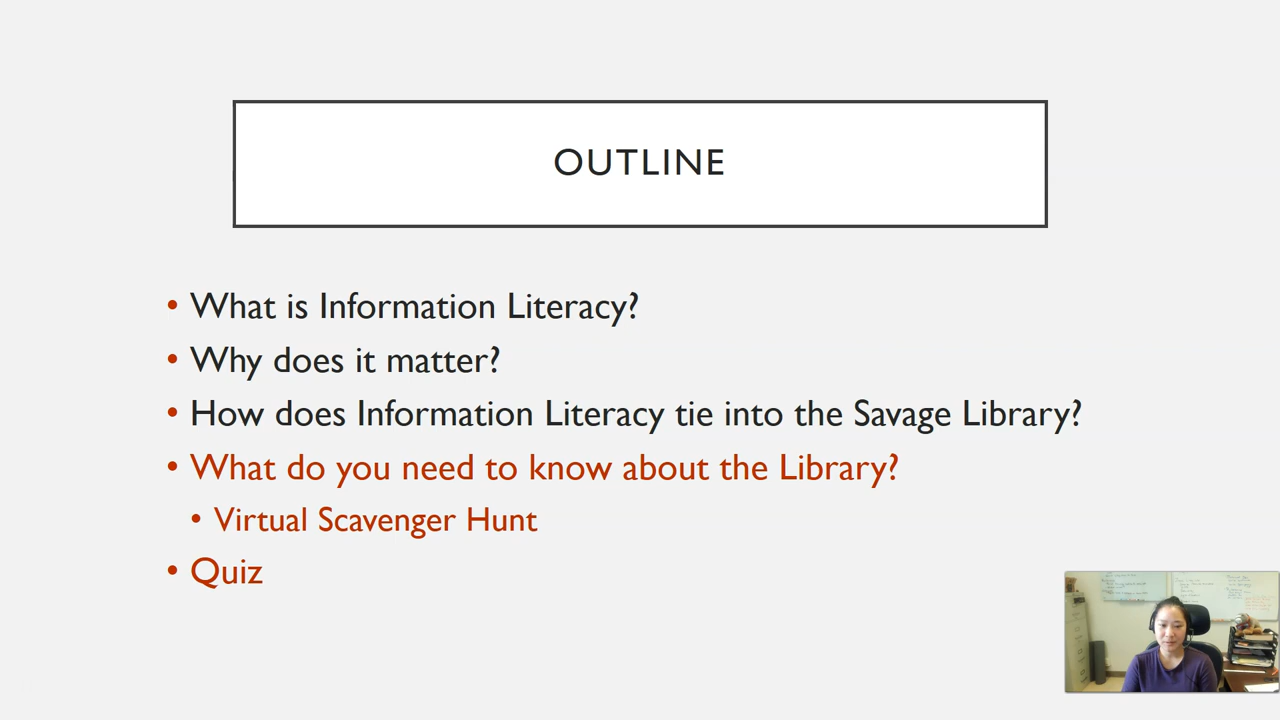 OUTLINE
• What is Information Literacy?
• Why does it matter?
• How does Information Literacy tie into the Savage Library?
• What do you need to know about the Library?
• Virtual Scavenger Hunt
• Quiz